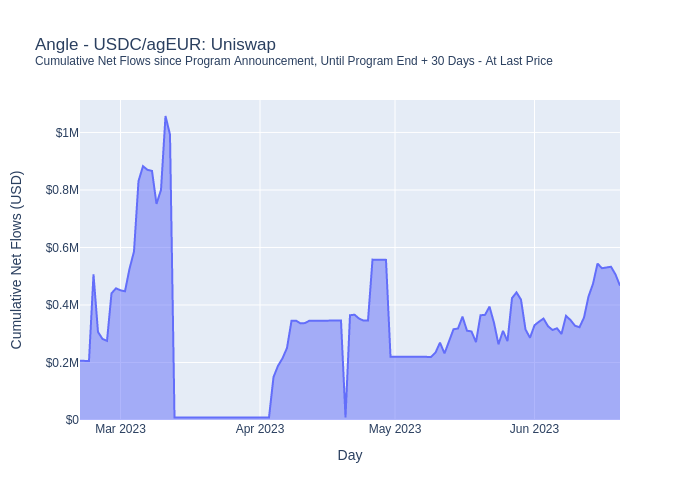 Angle - USDC/agEUR: Uniswap
Cumulative Net Flows since Program Announcement, Until Program End + 30 Days - At Last Price
Cumulative Net Flows (USD)
$1M
$0.8M
$0.6M
$0.4M
$0.2M
$0
Mar 2023 Apr 2023 May 2023 Jun 2023
Day